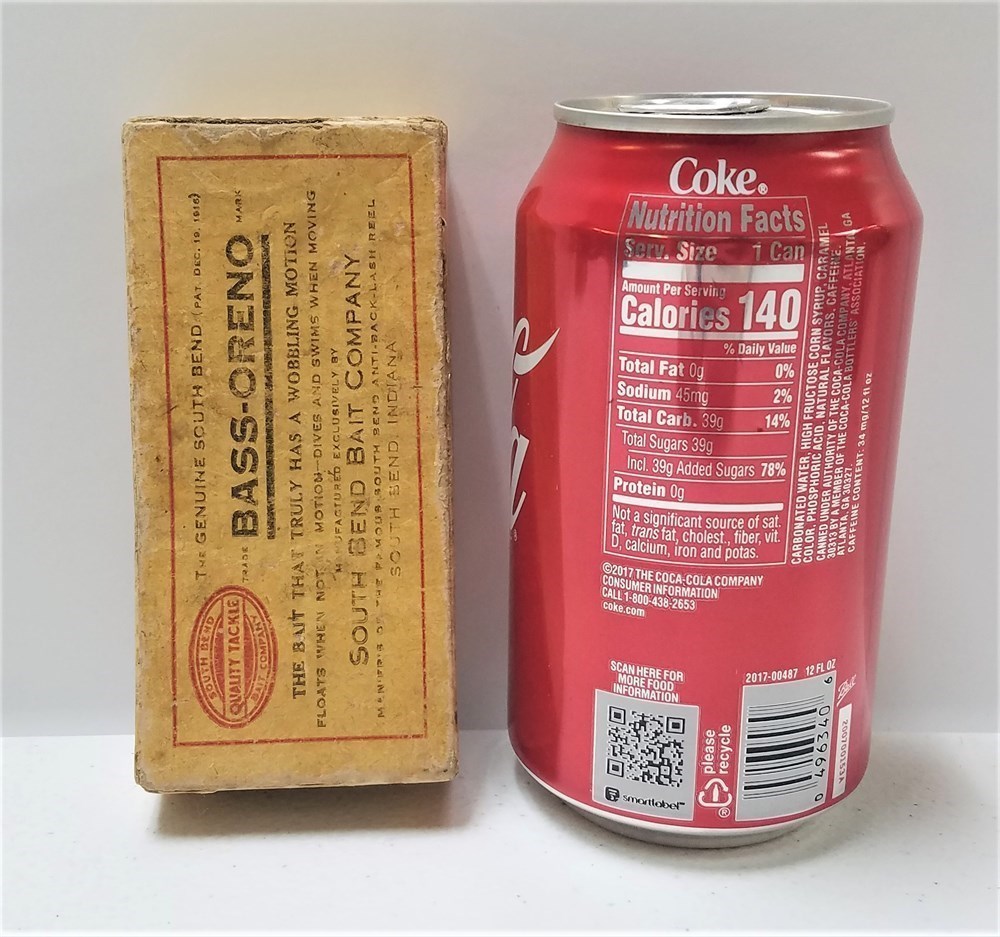 THE GENUINE SOUTH BEND (PAT. DEC. 19, 1916)
TRADE BASS-ORENO MARK
THE BAIT THAT TRULY HAS A WOBBLING MOTION
FLOATS WHEN NOT IN MOTION—DIVES AND SWIMS WHEN MOVING
MANUFACTURED EXCLUSIVELY BY
SOUTH BEND BAIT COMPANY
MAN'F'R'S OF THE FAMOUS SOUTH BEND ANTI-BACK-LASH REEL
SOUTH BEND, INDIANA
SOUTH BEND
QUALITY TACKLE
BAIT COMPANY
Coke®
Nutrition Facts
Serv. Size 1 Can
Amount Per Serving
Calories 140
% Daily Value
Total Fat 0g 0%
Sodium 45mg 2%
Total Carb. 39g 14%
Total Sugars 39g
Incl. 39g Added Sugars 78%
Protein 0g
Not a significant source of sat.
fat, trans fat, cholest., fiber, vit.
D, calcium, iron and potas.
CARBONATED WATER, HIGH FRUCTOSE CORN SYRUP, CARAMEL
COLOR, PHOSPHORIC ACID, NATURAL FLAVORS, CAFFEINE.
CANNED UNDER AUTHORITY OF THE COCA-COLA COMPANY, ATLANTA, GA
30313 BY A MEMBER OF THE COCA-COLA BOTTLERS' ASSOCIATION,
ATLANTA, GA 30327.
CAFFEINE CONTENT: 34 mg/12 fl oz
©2017 THE COCA-COLA COMPANY
CONSUMER INFORMATION
CALL 1-800-438-2653
coke.com
SCAN HERE FOR
MORE FOOD
INFORMATION
smartlabel™
please
recycle
®
2017-00487 12 FL OZ
0 496340 6